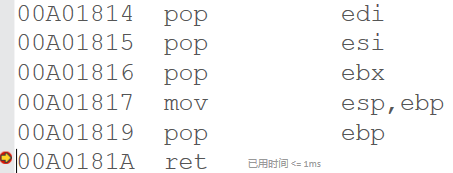 00A01814 pop edi
00A01815 pop esi
00A01816 pop ebx
00A01817 mov esp,ebp
00A01819 pop ebp
00A0181A ret 已用时间 <= 1ms